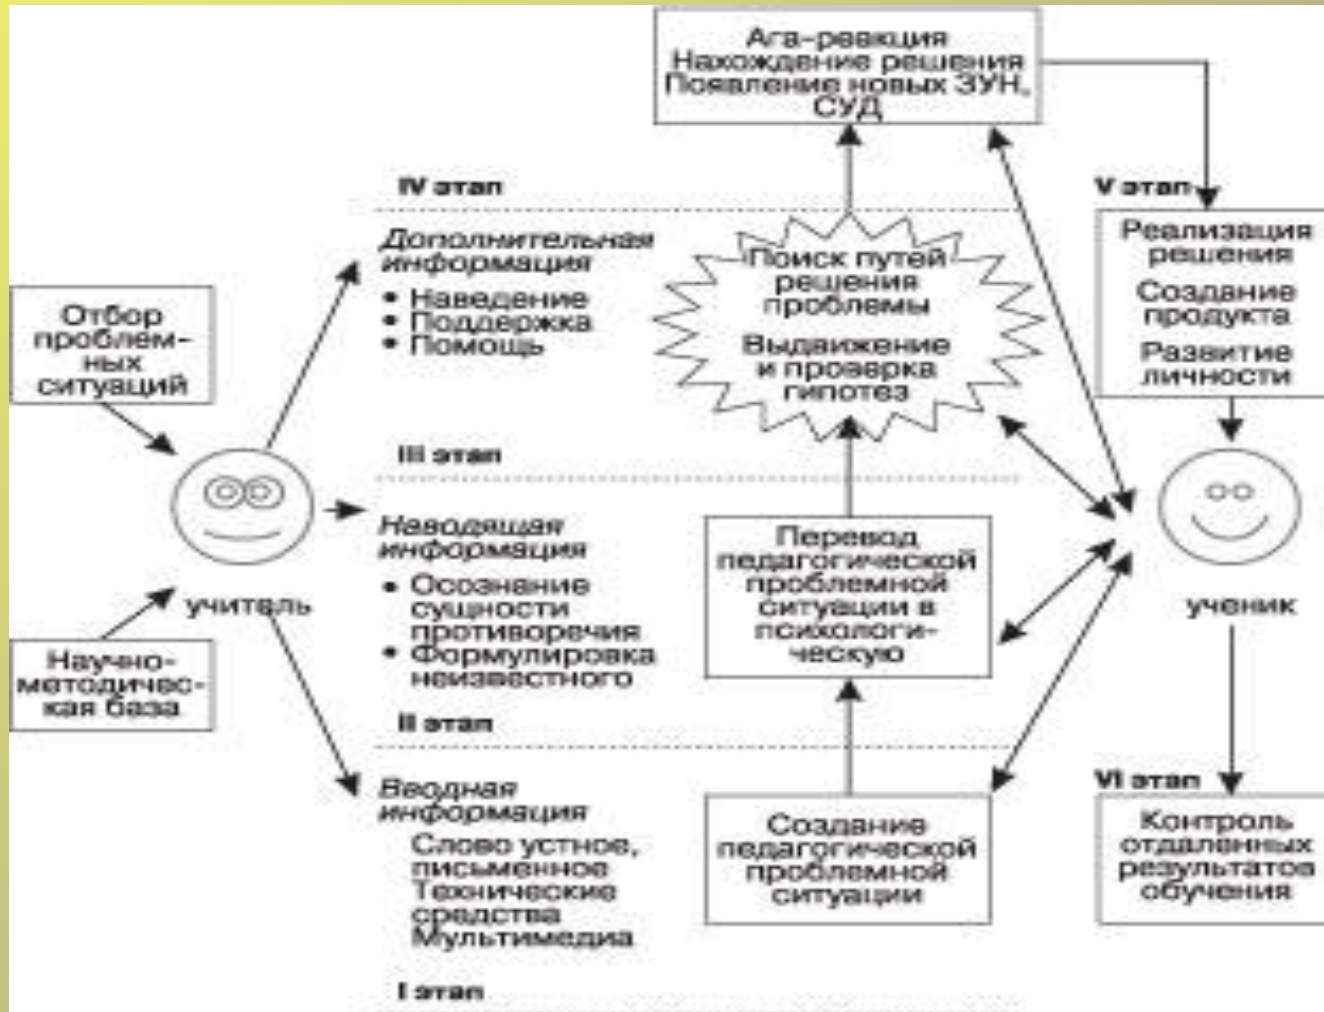 Ага-реакция
Нахождение решения
Появление новых ЗУН,
СУД
IV этап
Дополнительная
информация
• Наведение
• Поддержка
• Помощь
Поиск путей
решения
проблемы
Выдвижение
и проверка
гипотез
V этап
Реализация
решения
Создание
продукта
Развитие
личности
Отбор
проблем-
ных
ситуаций
учитель
Научно-
методичес-
кая база
III этап
Наводящая
информация
• Осознание
сущности
противоречия
• Формулировка
неизвестного
Перевод
педагогической
проблемной
ситуации в
психологи-
ческую
ученик
II этап
Вводная
информация
Слово устное,
письменное
Технические
средства
Мультимедиа
Создание
педагогической
проблемной
ситуации
VI этап
Контроль
отдаленных
результатов
обучения
I этап